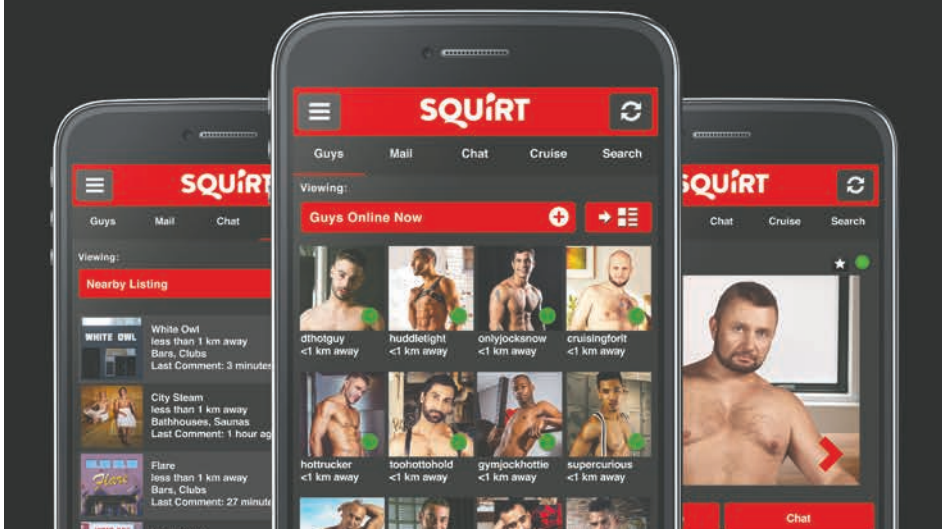 SQUIRT
Guys Mail Chat
Viewing:
Nearby Listing
WHITE OWL
White Owl
less than 1 km away
Bars, Clubs
Last Comment: 3 minutes
City Steam
less than 1 km away
Bathhouses, Saunas
Last Comment: 1 hour ag
Flare
Flare
less than 1 km away
Bars, Clubs
Last Comment: 27 minute
SQUIRT
Guys Mail Chat Cruise Search
Viewing:
Guys Online Now
dthotguy huddletight onlyjocksnow cruisingforit
<1 km away <1 km away <1 km away <1 km away
hottrucker toohottohold gymjockhottie supercurious
<1 km away <1 km away <1 km away <1 km away
SQUIRT
Chat Cruise Search
Chat